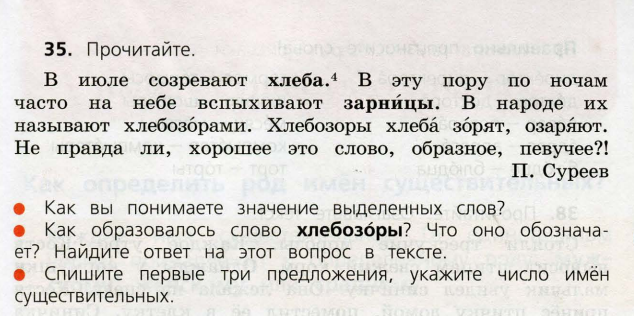 35. Прочитайте.
В июле созревают хлеба.⁴ В эту пору по ночам
часто на небе вспыхивают зарни́цы. В народе их
называют хлебозо́рами. Хлебозоры хлеба́ зо́рят, озаря́ют.
Не правда ли, хорошее это слово, образное, певучее?!
П. Суреев
● Как вы понимаете значение выделенных слов?
● Как образовалось слово хлебозо́ры? Что оно обознача-
ет? Найдите ответ на этот вопрос в тексте.
● Спишите первые три предложения, укажите число имён
существительных.